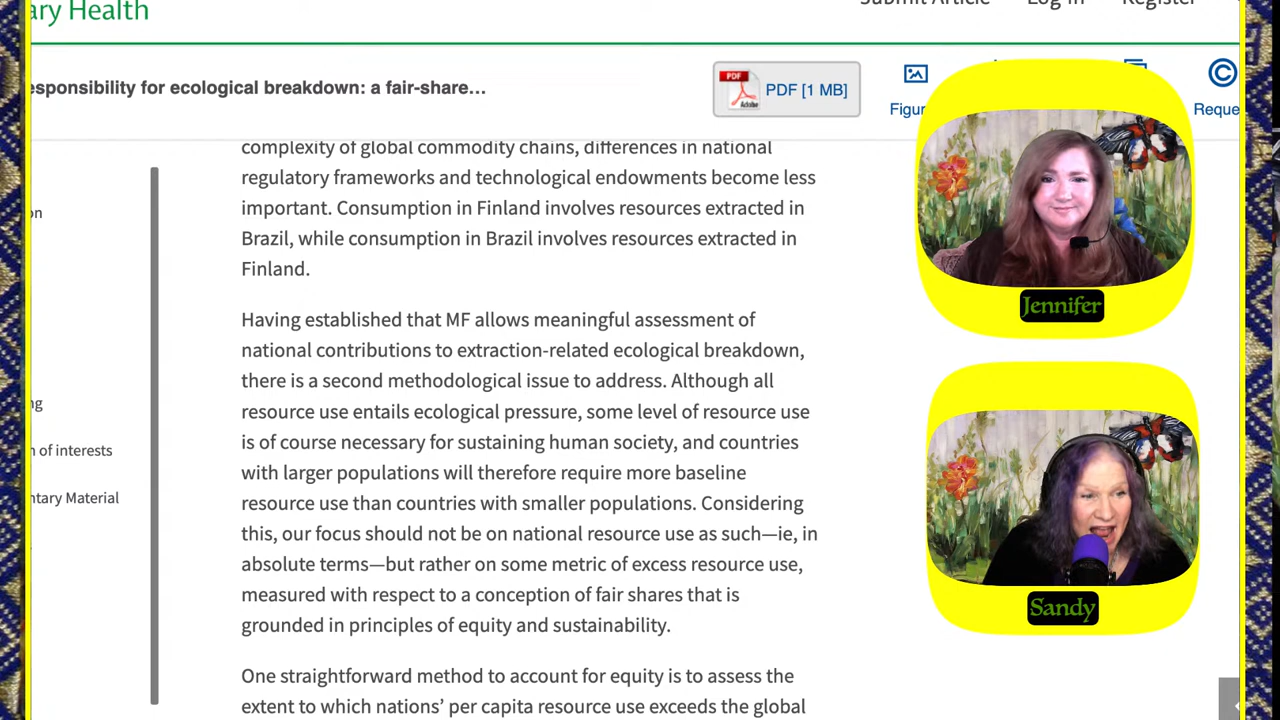 ary Health
Submit Article Log in Register
esponsibility for ecological breakdown: a fair-share...
PDF
Adobe
PDF [1 MB]
Figur
Reque
on
ng
n of interests
ntary Material
complexity of global commodity chains, differences in national
regulatory frameworks and technological endowments become less
important. Consumption in Finland involves resources extracted in
Brazil, while consumption in Brazil involves resources extracted in
Finland.
Having established that MF allows meaningful assessment of
national contributions to extraction-related ecological breakdown,
there is a second methodological issue to address. Although all
resource use entails ecological pressure, some level of resource use
is of course necessary for sustaining human society, and countries
with larger populations will therefore require more baseline
resource use than countries with smaller populations. Considering
this, our focus should not be on national resource use as such—ie, in
absolute terms—but rather on some metric of excess resource use,
measured with respect to a conception of fair shares that is
grounded in principles of equity and sustainability.
One straightforward method to account for equity is to assess the
extent to which nations’ per capita resource use exceeds the global
Jennifer
Sandy